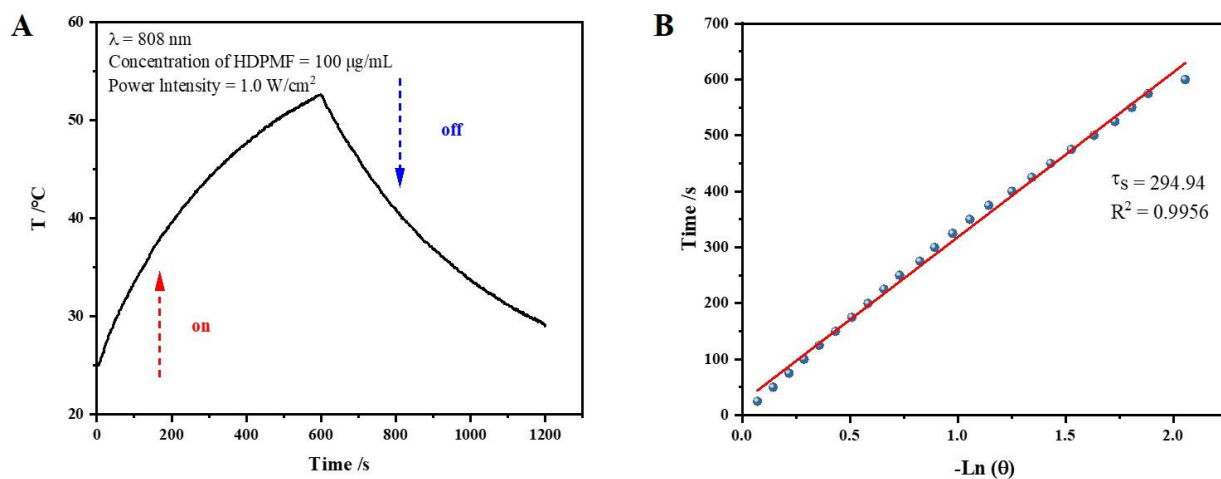 A
λ = 808 nm
Concentration of HDPMF = 100 μg/mL
Power Intensity = 1.0 W/cm²
on
off
T /°C
60
50
40
30
20
0
200
400
600
800
1000
1200
Time /s
B
τs = 294.94
R² = 0.9956
Time /s
700
600
500
400
300
200
100
0
0.0
0.5
1.0
1.5
2.0
-Ln (θ)